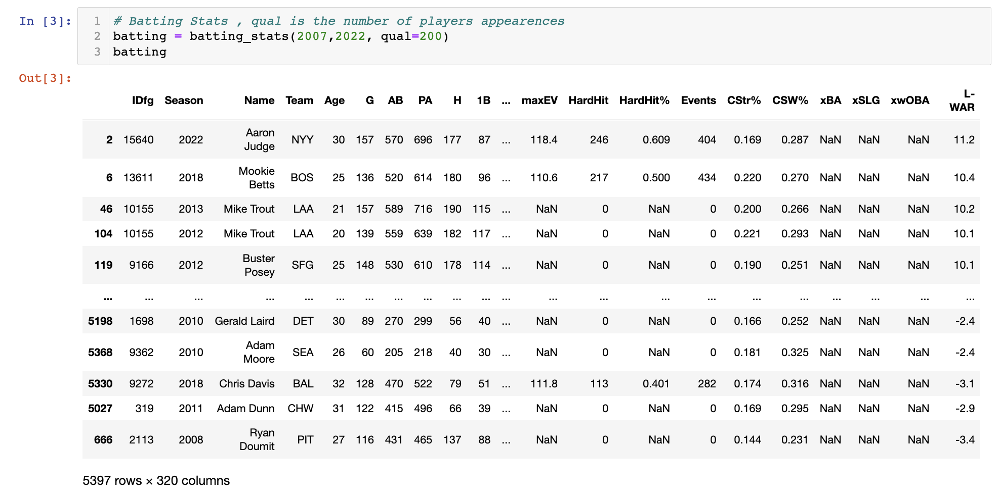 In [3]:
1 # Batting Stats , qual is the number of players appearences
2 batting = batting_stats(2007,2022, qual=200)
3 batting
Out[3]:
IDfg Season Name Team Age G AB PA H 1B ... maxEV HardHit HardHit% Events CStr% CSW% xBA xSLG xwOBA L-
WAR
2 15640 2022 Aaron Judge NYY 30 157 570 696 177 87 ... 118.4 246 0.609 404 0.169 0.287 NaN NaN NaN 11.2
6 13611 2018 Mookie Betts BOS 25 136 520 614 180 96 ... 110.6 217 0.500 434 0.220 0.270 NaN NaN NaN 10.4
46 10155 2013 Mike Trout LAA 21 157 589 716 190 115 ... NaN 0 NaN 0 0.200 0.266 NaN NaN NaN 10.2
104 10155 2012 Mike Trout LAA 20 139 559 639 182 117 ... NaN 0 NaN 0 0.221 0.293 NaN NaN NaN 10.1
119 9166 2012 Buster Posey SFG 25 148 530 610 178 114 ... NaN 0 NaN 0 0.190 0.251 NaN NaN NaN 10.1
... ... ... ... ... ... ... ... ... ... ... ... ... ... ... ... ... ... ... ... ... ...
5198 1698 2010 Gerald Laird DET 30 89 270 299 56 40 ... NaN 0 NaN 0 0.166 0.252 NaN NaN NaN -2.4
5368 9362 2010 Adam Moore SEA 26 60 205 218 40 30 ... NaN 0 NaN 0 0.181 0.325 NaN NaN NaN -2.4
5330 9272 2018 Chris Davis BAL 32 128 470 522 79 51 ... 111.8 113 0.401 282 0.174 0.316 NaN NaN NaN -3.1
5027 319 2011 Adam Dunn CHW 31 122 415 496 66 39 ... NaN 0 NaN 0 0.169 0.295 NaN NaN NaN -2.9
666 2113 2008 Ryan Doumit PIT 27 116 431 465 137 88 ... NaN 0 NaN 0 0.144 0.231 NaN NaN NaN -3.4
5397 rows × 320 columns